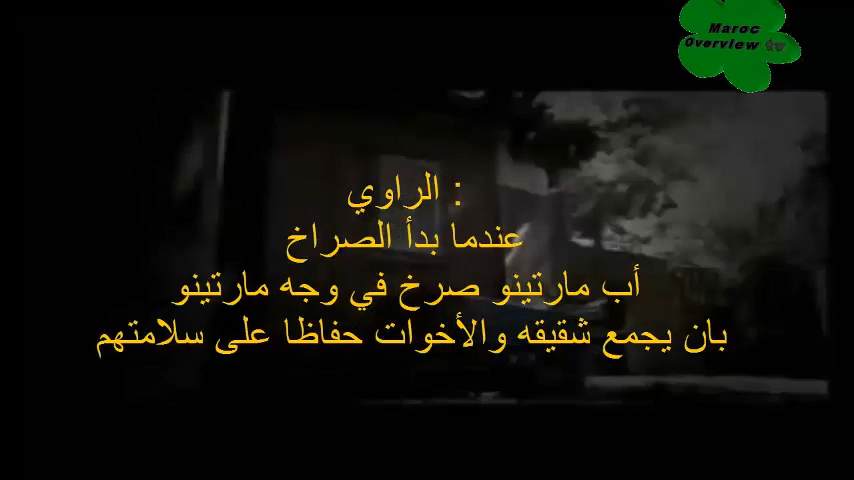 Maroc
Overview tv
الراوي :
عندما بدأ الصراخ
أب مارتينو صرخ في وجه مارتينو
بان يجمع شقيقه والأخوات حفاظا على سلامتهم